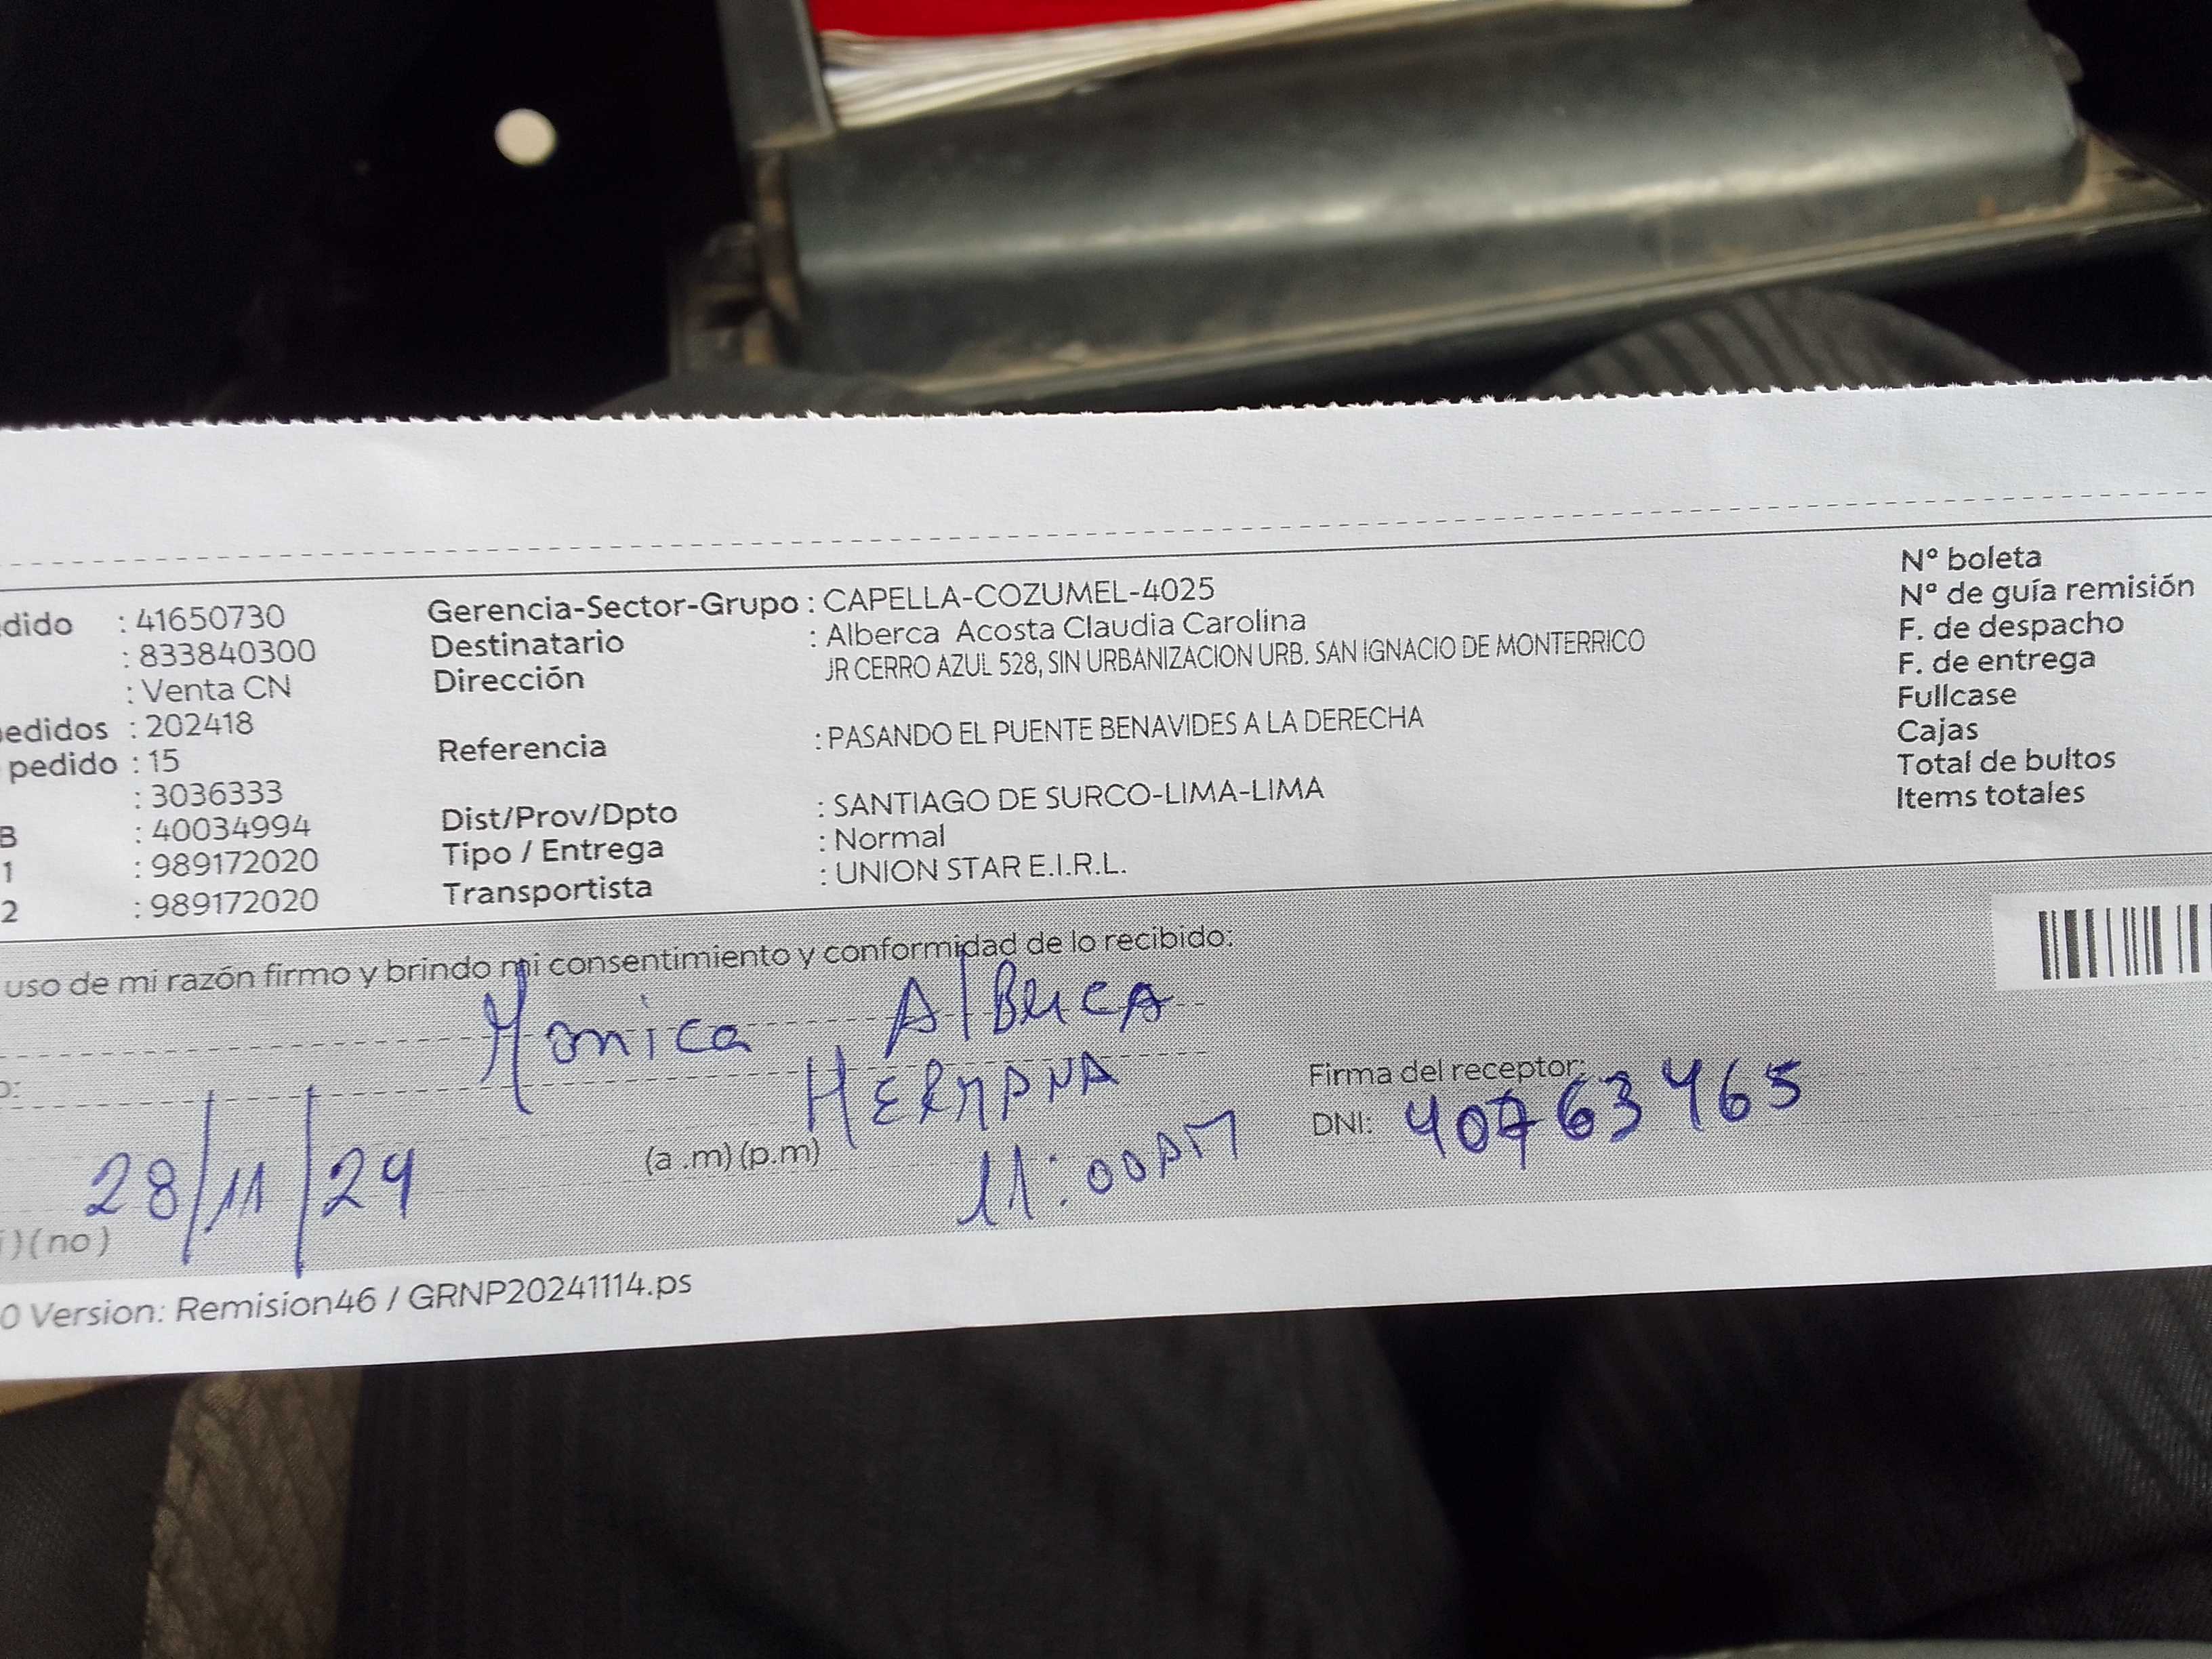 dido : 41650730 Gerencia-Sector-Grupo : CAPELLA-COZUMEL-4025 N° boleta
: 833840300 Destinatario : Alberca Acosta Claudia Carolina N° de guía remisión
: Venta CN Dirección JR CERRO AZUL 528, SIN URBANIZACION URB. SAN IGNACIO DE MONTERRICO F. de despacho
F. de entrega
edidos : 202418 Referencia : PASANDO EL PUENTE BENAVIDES A LA DERECHA Fullcase
pedido : 15 Cajas
: 3036333 Dist/Prov/Dpto : SANTIAGO DE SURCO-LIMA-LIMA Total de bultos
B : 40034994 Tipo / Entrega : Normal Items totales
1 : 989172020 Transportista : UNION STAR E.I.R.L.
2 : 989172020
uso de mi razón firmo y brindo mi consentimiento y conformidad de lo recibido:
Monica AlBerCA
o: HERMANA Firma del receptor:
28/11/24 (a .m) (p.m) 11:00AM DNI: 40763465
) ( no )
0 Version: Remision46 / GRNP20241114.ps